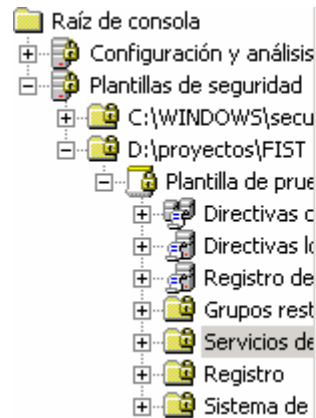 Raíz de consola
Configuración y análisis
Plantillas de seguridad
C:\WINDOWS\secu
D:\proyectos\FIST
Plantilla de prue
Directivas c
Directivas lo
Registro de
Grupos rest
Servicios de
Registro
Sistema de